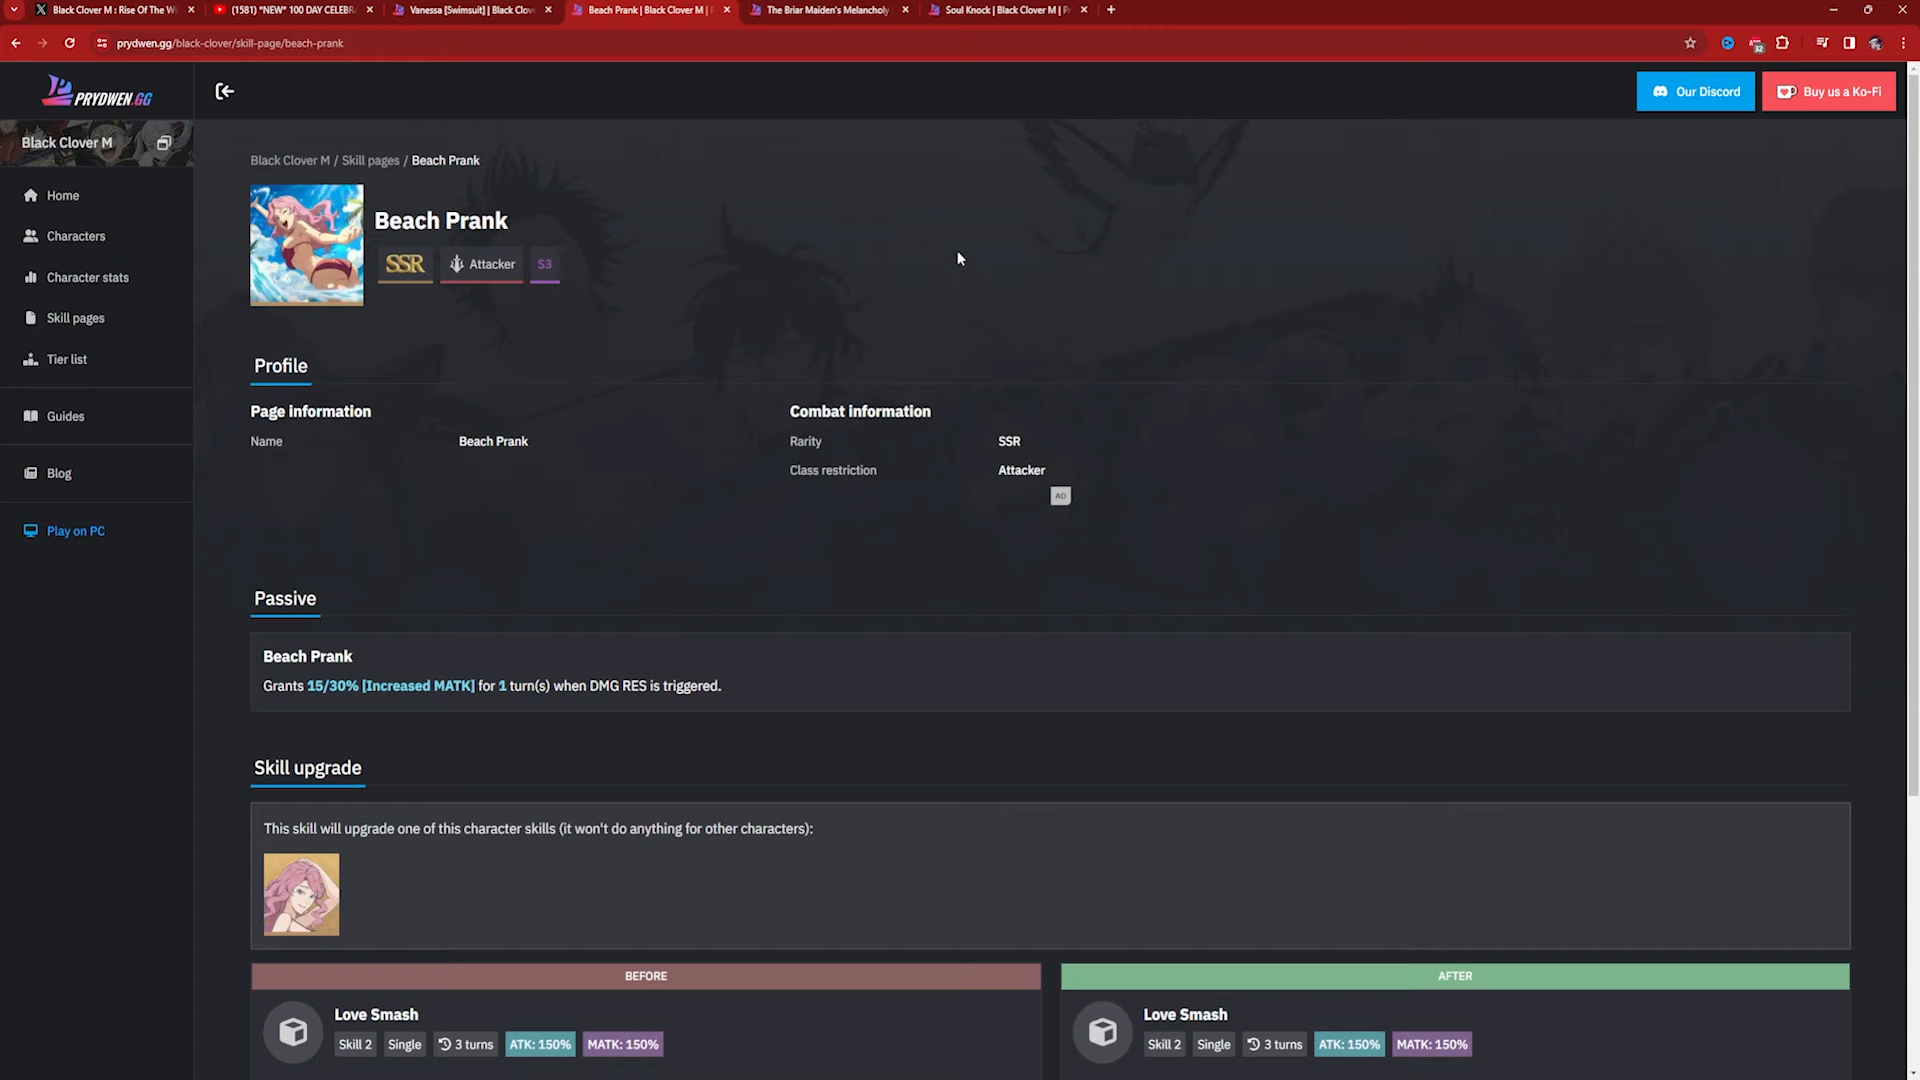 Black Clover M : Rise Of The W
(1581) *NEW* 100 DAY CELEBR
Vanessa [Swimsuit] | Black Clov
Beach Prank | Black Clover M |
The Briar Maiden's Melancholy
Soul Knock | Black Clover M | P
prydwen.gg/black-clover/skill-page/beach-prank
32
PRYDWEN.GG
Our Discord
Buy us a Ko-Fi
Black Clover M
Home
Characters
Character stats
Skill pages
Tier list
Guides
Blog
Play on PC
Black Clover M / Skill pages / Beach Prank
Beach Prank
SSR
Attacker
S3
Profile
Page information
Name
Beach Prank
Combat information
Rarity
SSR
Class restriction
Attacker
AD
Passive
Beach Prank
Grants 15/30% [Increased MATK] for 1 turn(s) when DMG RES is triggered.
Skill upgrade
This skill will upgrade one of this character skills (it won't do anything for other characters):
BEFORE
Love Smash
Skill 2
Single
3 turns
ATK: 150%
MATK: 150%
AFTER
Love Smash
Skill 2
Single
3 turns
ATK: 150%
MATK: 150%